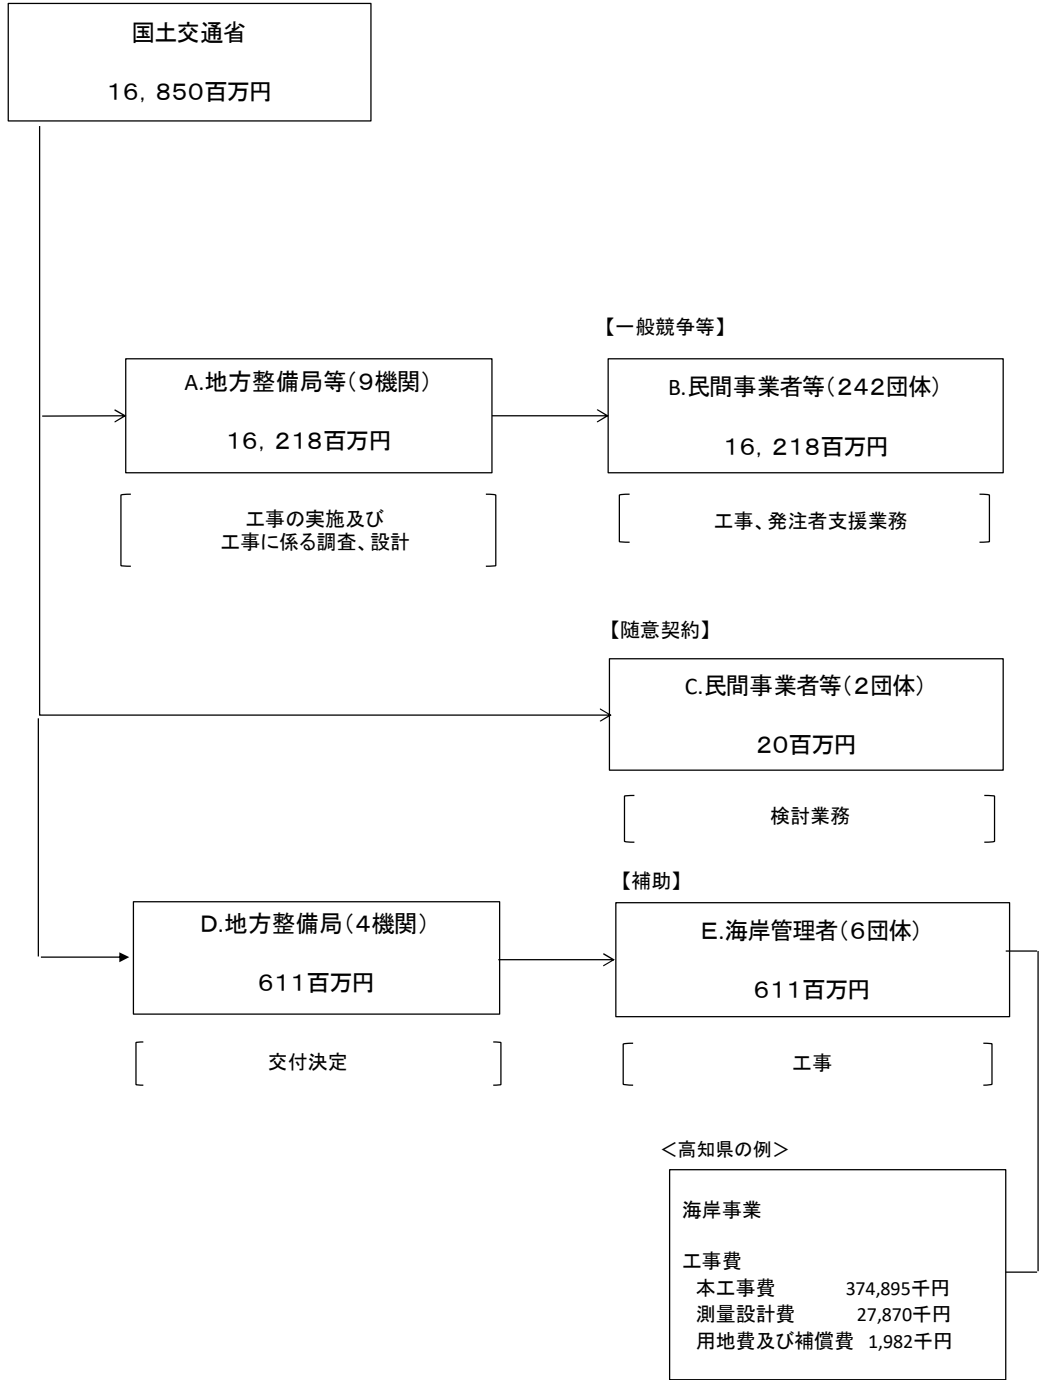 国土交通省
16，850百万円
【一般競争等】
A.地方整備局等（9機関）
16，218百万円
B.民間事業者等（242団体）
16，218百万円
工事の実施及び
工事に係る調査、設計
工事、発注者支援業務
【随意契約】
C.民間事業者等（2団体）
20百万円
検討業務
【補助】
D.地方整備局（4機関）
611百万円
E.海岸管理者（6団体）
611百万円
交付決定
工事
＜高知県の例＞
海岸事業
工事費
本工事費 374,895千円
測量設計費 27,870千円
用地費及び補償費 1,982千円